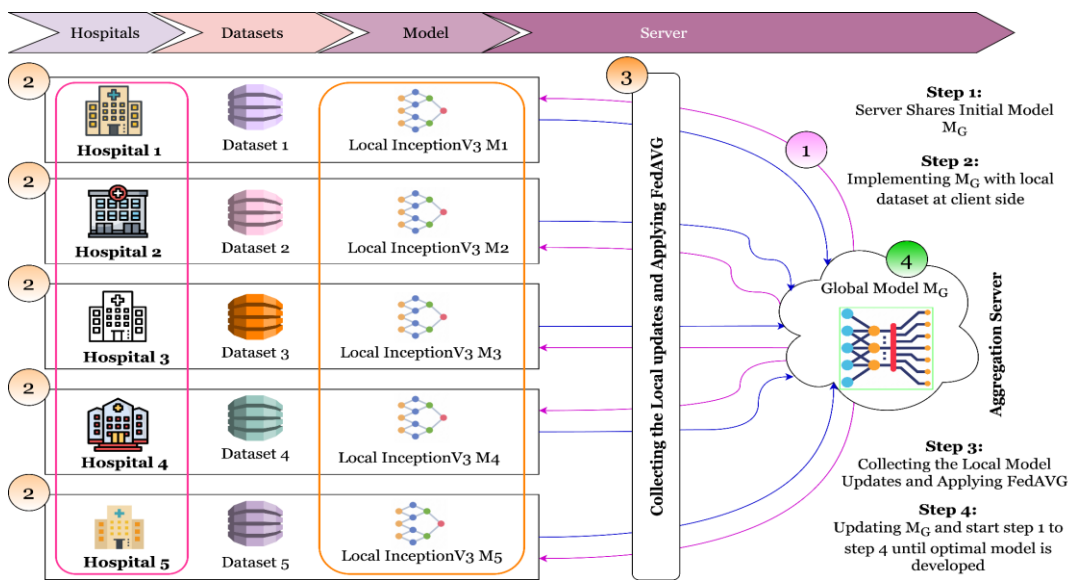 Hospitals
Datasets
Model
Server
2
Hospital 1
Dataset 1
Local InceptionV3 M1
2
Hospital 2
Dataset 2
Local InceptionV3 M2
2
Hospital 3
Dataset 3
Local InceptionV3 M3
2
Hospital 4
Dataset 4
Local InceptionV3 M4
2
Hospital 5
Dataset 5
Local InceptionV3 M5
3
Collecting the Local updates and Applying FedAVG
1
4
Global Model MG
Aggregation Server
Step 1:
Server Shares Initial Model
MG
Step 2:
Implementing MG with local
dataset at client side
Step 3:
Collecting the Local Model
Updates and Applying FedAVG
Step 4:
Updating MG and start step 1 to
step 4 until optimal model is
developed